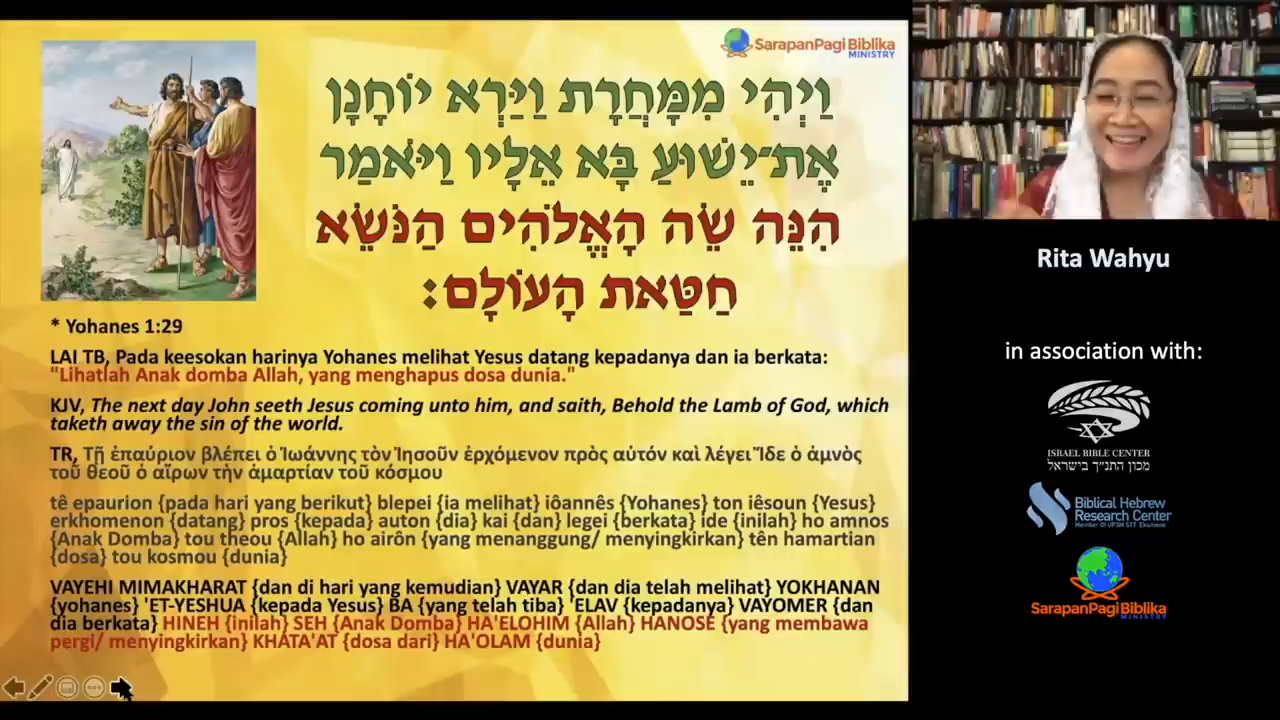 SarapanPagi Biblika
MINISTRY
וַיְהִי מִמָּחֳרָת וַיַּרְא יוֹחָנָן
אֶת־יֵשׁוּעַ בָּא אֵלָיו וַיֹּאמַר
הִנֵּה שֵׂה הָאֱלֹהִים הַנֹּשֵׂא
חַטַּאת הָעוֹלָם׃
* Yohanes 1:29
LAI TB, Pada keesokan harinya Yohanes melihat Yesus datang kepadanya dan ia berkata:
"Lihatlah Anak domba Allah, yang menghapus dosa dunia."
KJV, The next day John seeth Jesus coming unto him, and saith, Behold the Lamb of God, which
taketh away the sin of the world.
TR, Τῇ ἐπαύριον βλέπει ὁ Ἰωάννης τὸν Ἰησοῦν ἐρχόμενον πρὸς αὐτόν καὶ λέγει Ἴδε ὁ ἀμνὸς
τοῦ θεοῦ ὁ αἴρων τὴν ἁμαρτίαν τοῦ κόσμου
tê epaurion {pada hari yang berikut} blepei {ia melihat} iôannês {Yohanes} ton iêsoun {Yesus}
erkhomenon {datang} pros {kepada} auton {dia} kai {dan} legei {berkata} ide {inilah} ho amnos
{Anak Domba} tou theou {Allah} ho airôn {yang menanggung/ menyingkirkan} tên hamartian
{dosa} tou kosmou {dunia}
VAYEHI MIMAKHARAT {dan di hari yang kemudian} VAYAR {dan dia telah melihat} YOKHANAN
{yohanes} 'ET-YESHUA {kepada Yesus} BA {yang telah tiba} 'ELAV {kepadanya} VAYOMER {dan
dia berkata} HINEH {inilah} SEH {Anak Domba} HA'ELOHIM {Allah} HANOSE {yang membawa
pergi/ menyingkirkan} KHATA'AT {dosa dari} HA'OLAM {dunia}
Rita Wahyu
in association with:
ISRAEL BIBLE CENTER
מכון התנ״ך בישראל
Biblical Hebrew
Research Center
Member Of UP3M STT Ekumene
SarapanPagi Biblika
MINISTRY